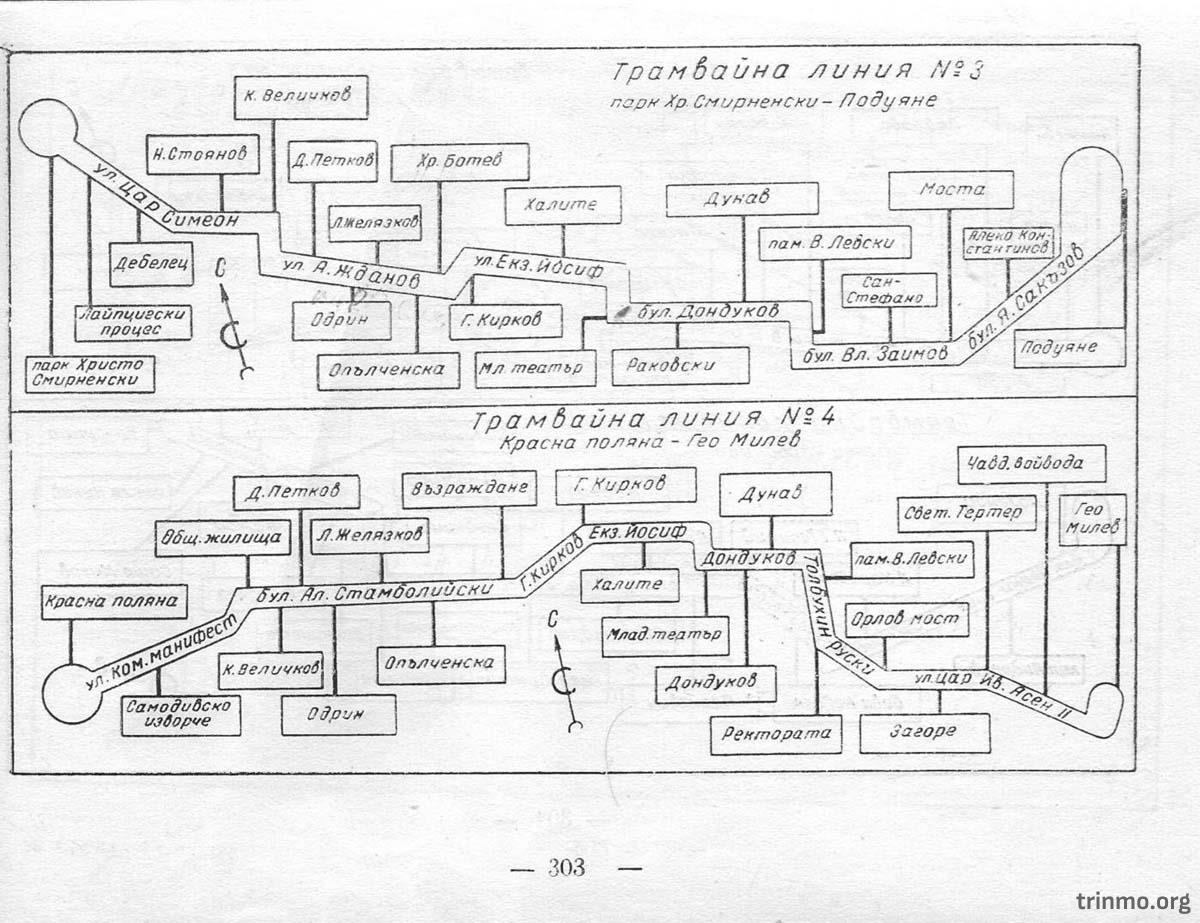 Трамвайна линия №3
парк Хр. Смирненски – Подуяне
К. Величков
Н. Стоянов
Д. Петков
Хр. Ботев
Л. Желязков
Халите
Дунав
Моста
пам. В. Левски
Алеко Кон-
стантинов
Сан-
Стефано
ул. Цар Симеон
ул. А. Жданов
ул. Екз. Йосиф
бул. Дондуков
бул. Вл. Заимов
бул. Я. Сакъзов
Дебелец
С
Лайпцигски
процес
парк Христо
Смирненски
Одрин
Опълченска
Г. Кирков
Мл. театър
Раковски
Подуяне
Трамвайна линия №4
Красна поляна – Гео Милев
Чавд. войвода
Д. Петков
Възраждане
Г. Кирков
Дунав
Свет. Тертер
Гео
Милев
Общ. жилища
Л. Желязков
пам. В. Левски
Красна поляна
Орлов мост
ул. Ком. манифест
бул. Ал. Стамболийски
Г. Кирков
Екз. Йосиф
Дондуков
Толбухин
Руски
ул. Цар Ив. Асен II
Халите
С
Млад. театър
К. Величков
Опълченска
Дондуков
Самодивско
изворче
Одрин
Ректората
Загоре
— 303 —
trinmo.org